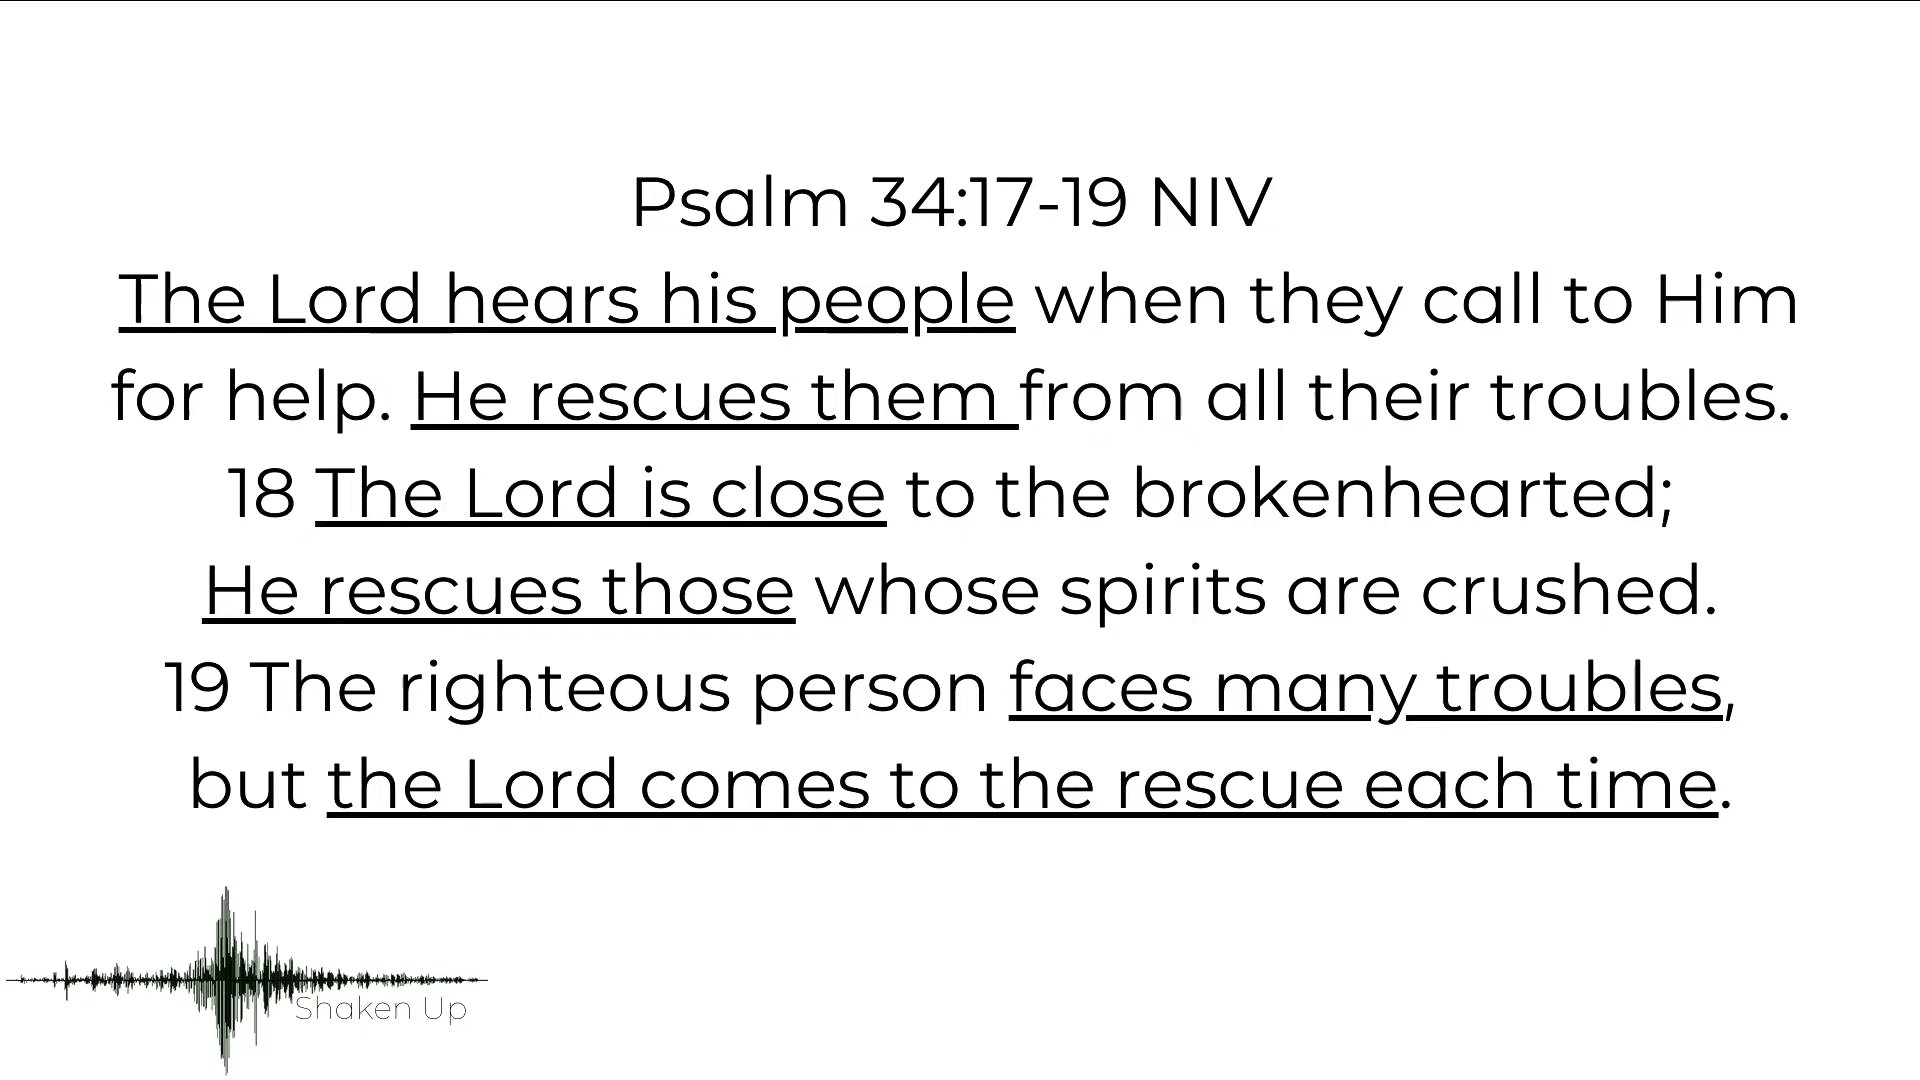 Psalm 34:17-19 NIV
The Lord hears his people when they call to Him
for help. He rescues them from all their troubles.
18 The Lord is close to the brokenhearted;
He rescues those whose spirits are crushed.
19 The righteous person faces many troubles,
but the Lord comes to the rescue each time.
Shaken Up